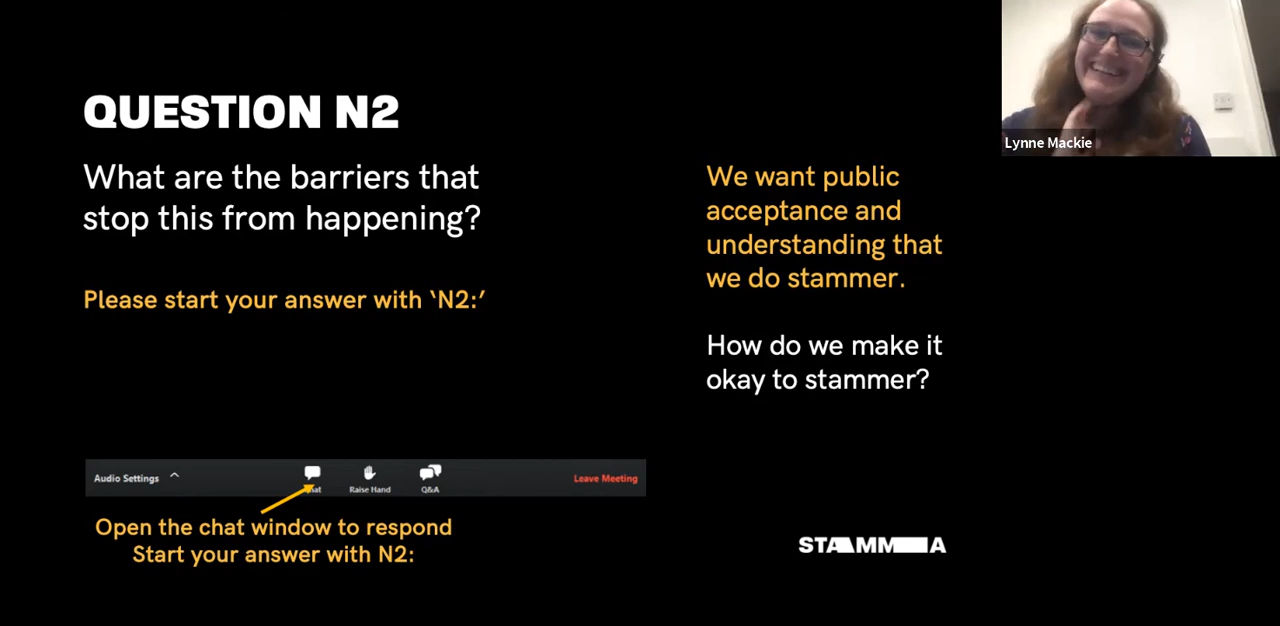 QUESTION N2
What are the barriers that
stop this from happening?
Please start your answer with ‘N2:’
We want public
acceptance and
understanding that
we do stammer.
How do we make it
okay to stammer?
Lynne Mackie
Audio Settings
Raise Hand
Q&A
Leave Meeting
Open the chat window to respond
Start your answer with N2:
STAMMA